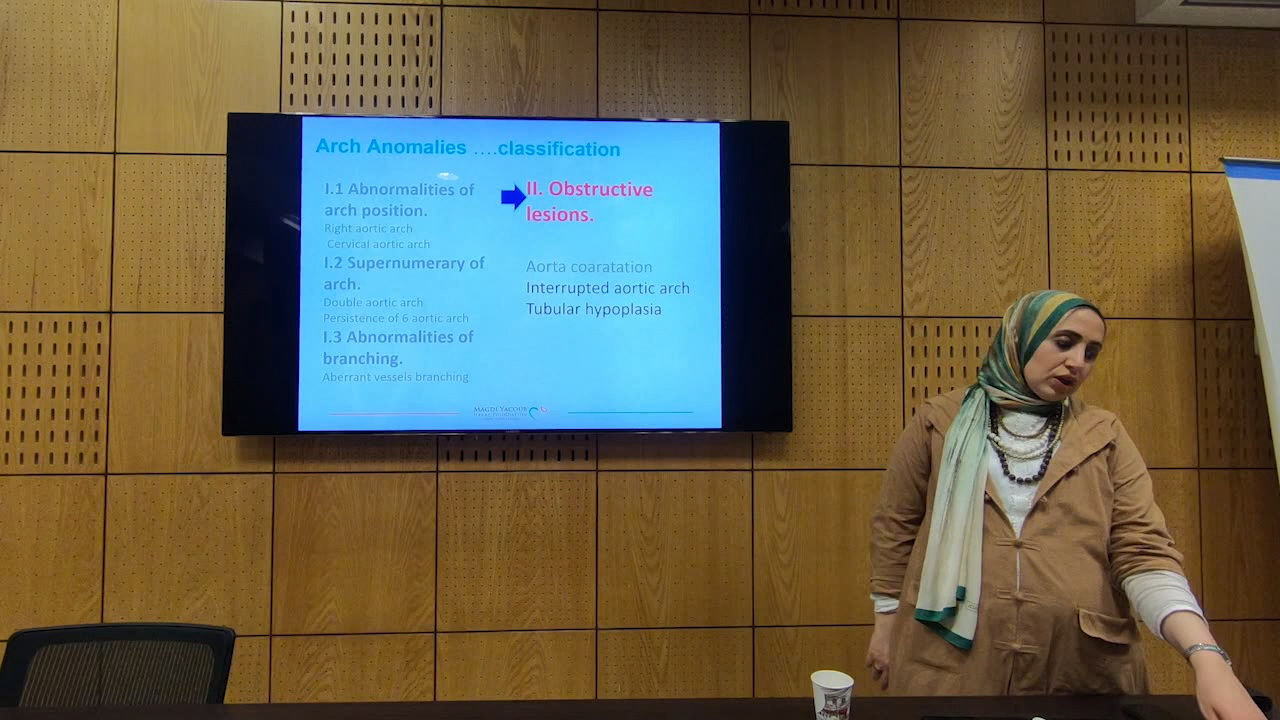 Arch Anomalies ....classification
I.1 Abnormalities of
arch position.
Right aortic arch
Cervical aortic arch
I.2 Supernumerary of
arch.
Double aortic arch
Persistence of 6 aortic arch
I.3 Abnormalities of
branching.
Aberrant vessels branching
II. Obstructive
lesions.
Aorta coaratation
Interrupted aortic arch
Tubular hypoplasia
MAGDI YACOUB